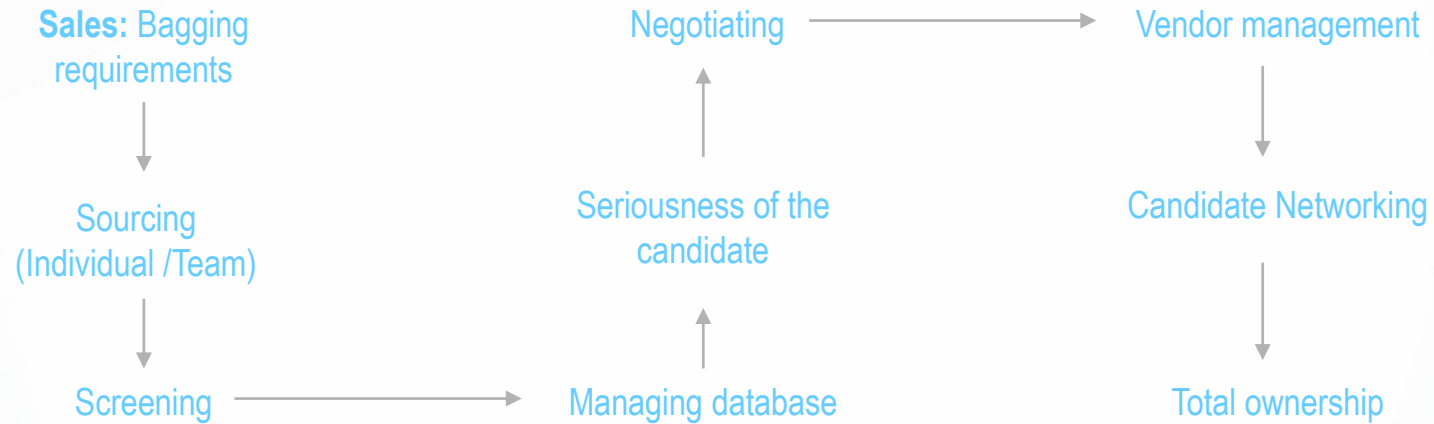 Sales: Bagging
requirements
Sourcing
(Individual /Team)
Screening
Managing database
Seriousness of the
candidate
Negotiating
Vendor management
Candidate Networking
Total ownership